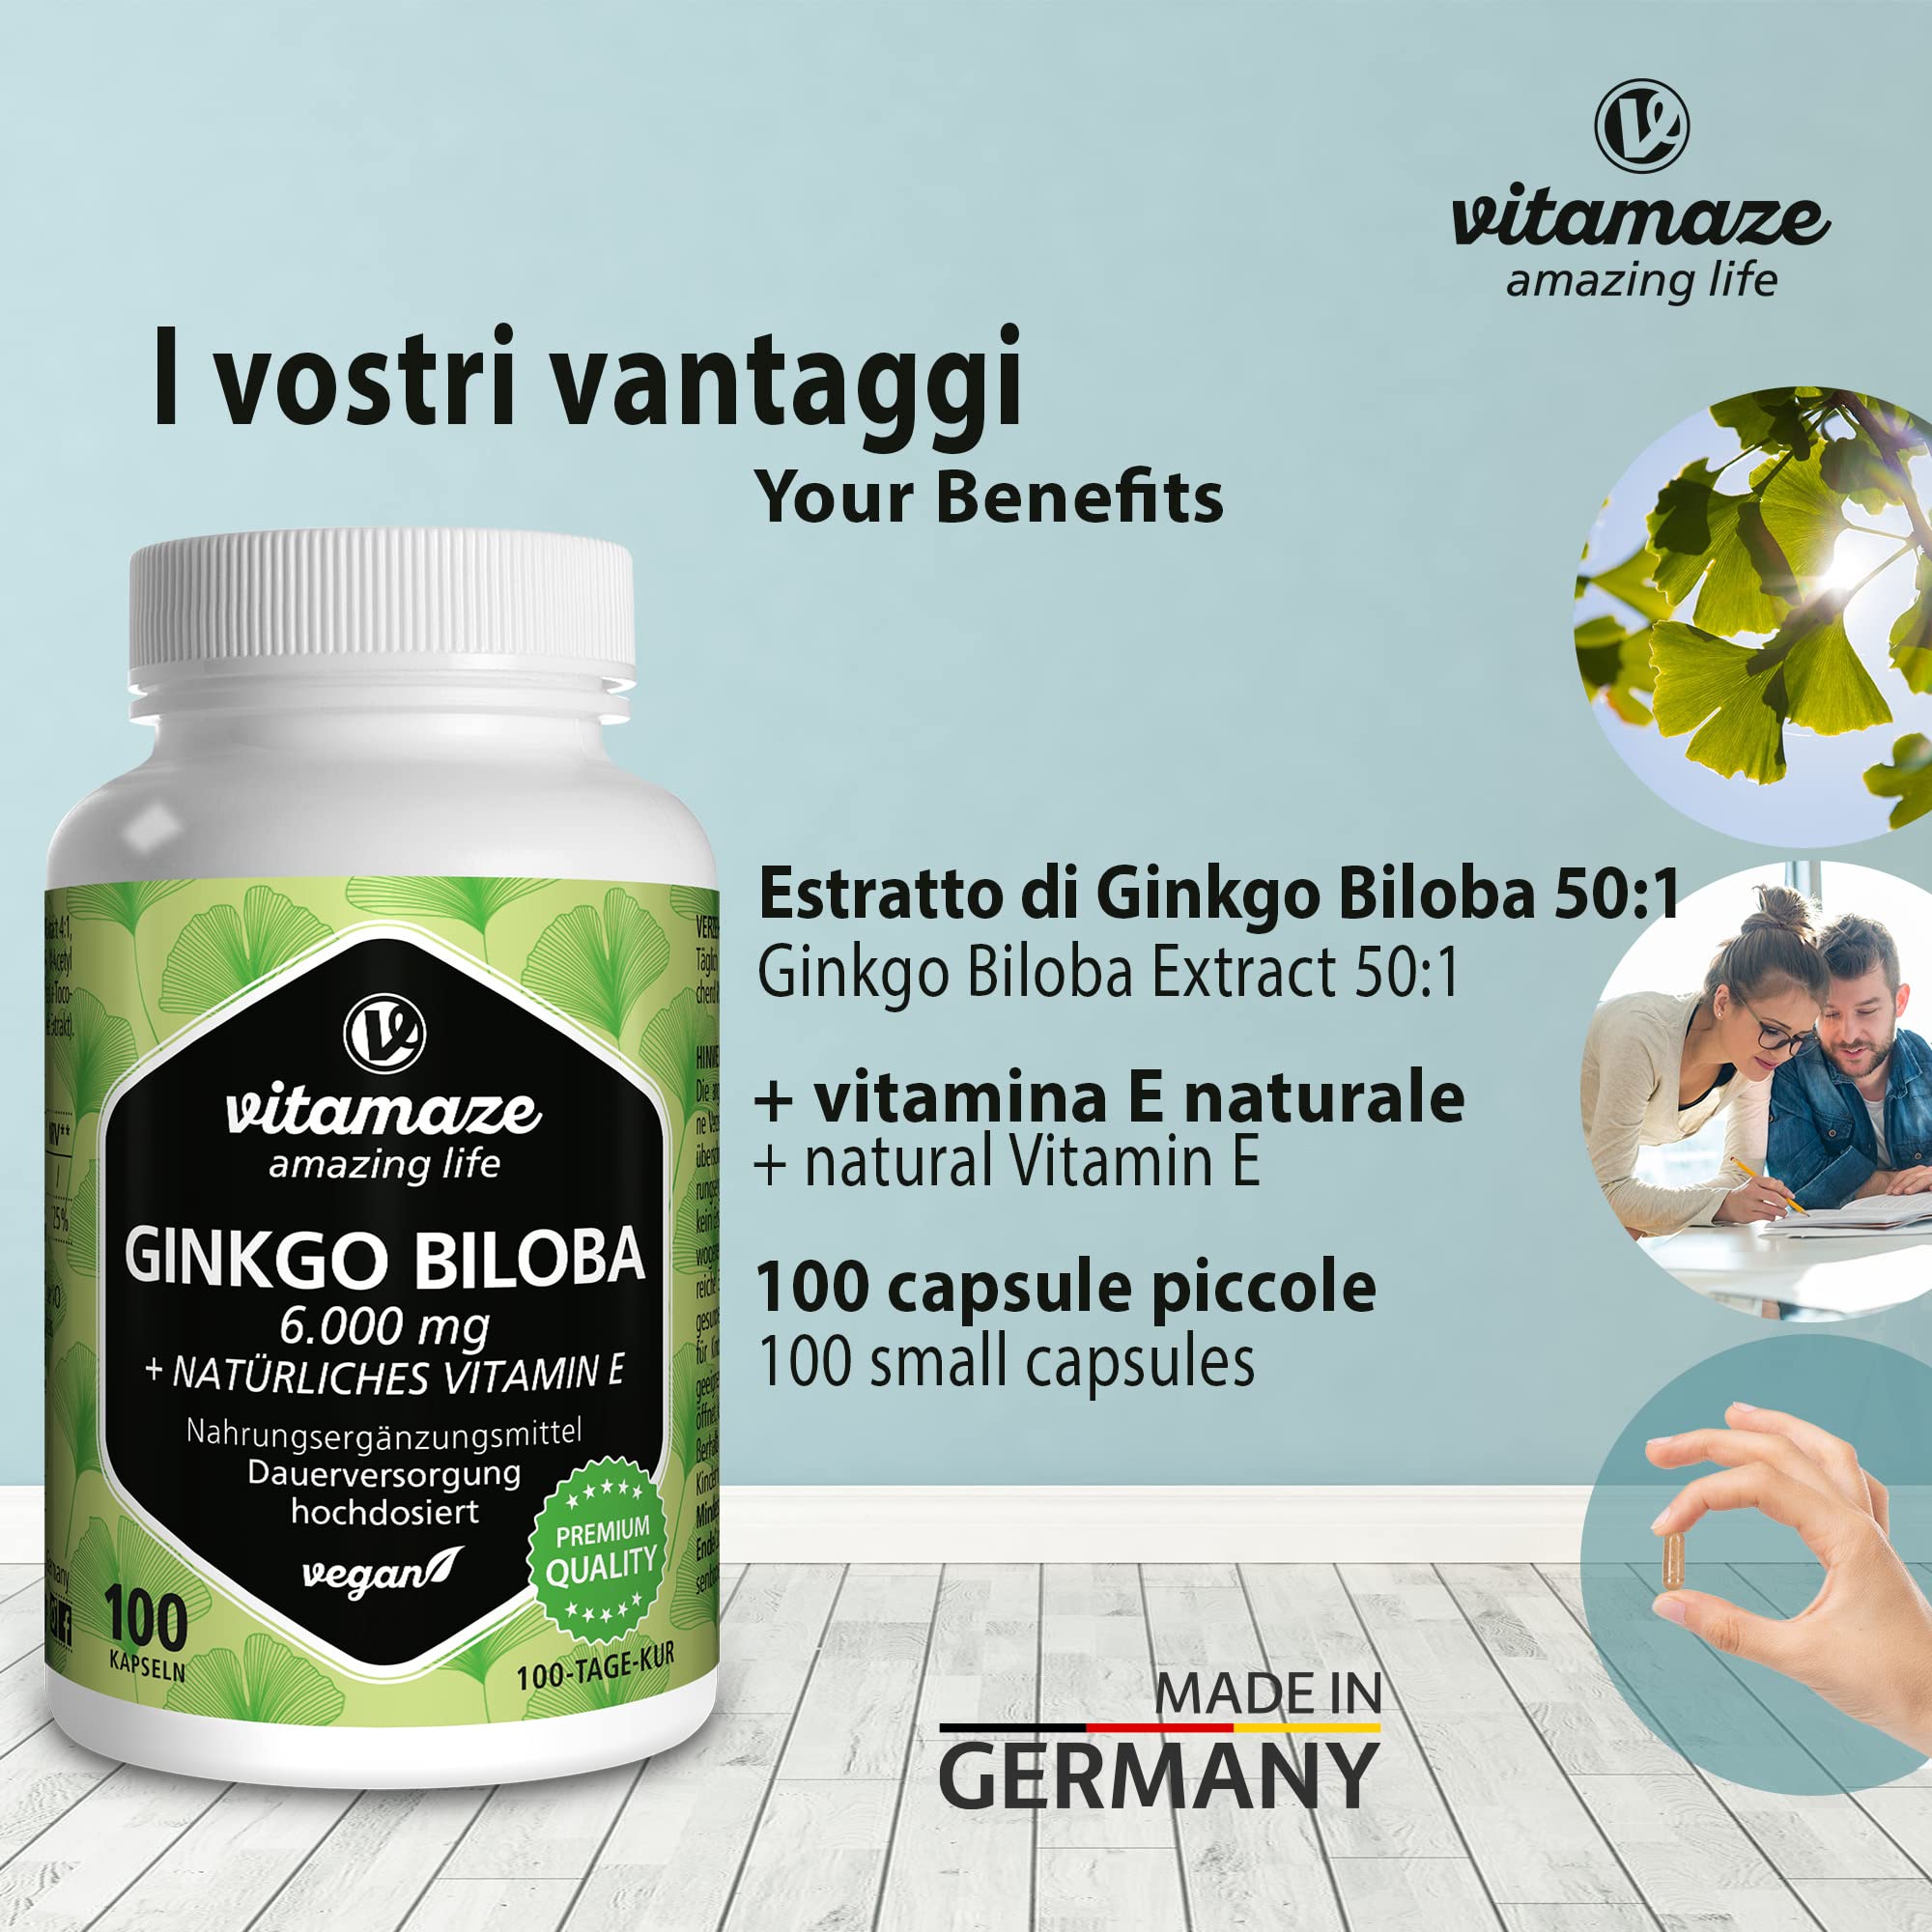 vitamaze
amazing life
I vostri vantaggi
Your Benefits
Estratto di Ginkgo Biloba 50:1
Ginkgo Biloba Extract 50:1
+ vitamina E naturale
+ natural Vitamin E
100 capsule piccole
100 small capsules
vitamaze
amazing life
GINKGO BILOBA
6.000 mg
+ NATÜRLICHES VITAMIN E
Nahrungsergänzungsmittel
Dauerversorgung
hochdosiert
vegan
PREMIUM
QUALITY
100
KAPSELN
100-TAGE-KUR
MADE IN
GERMANY